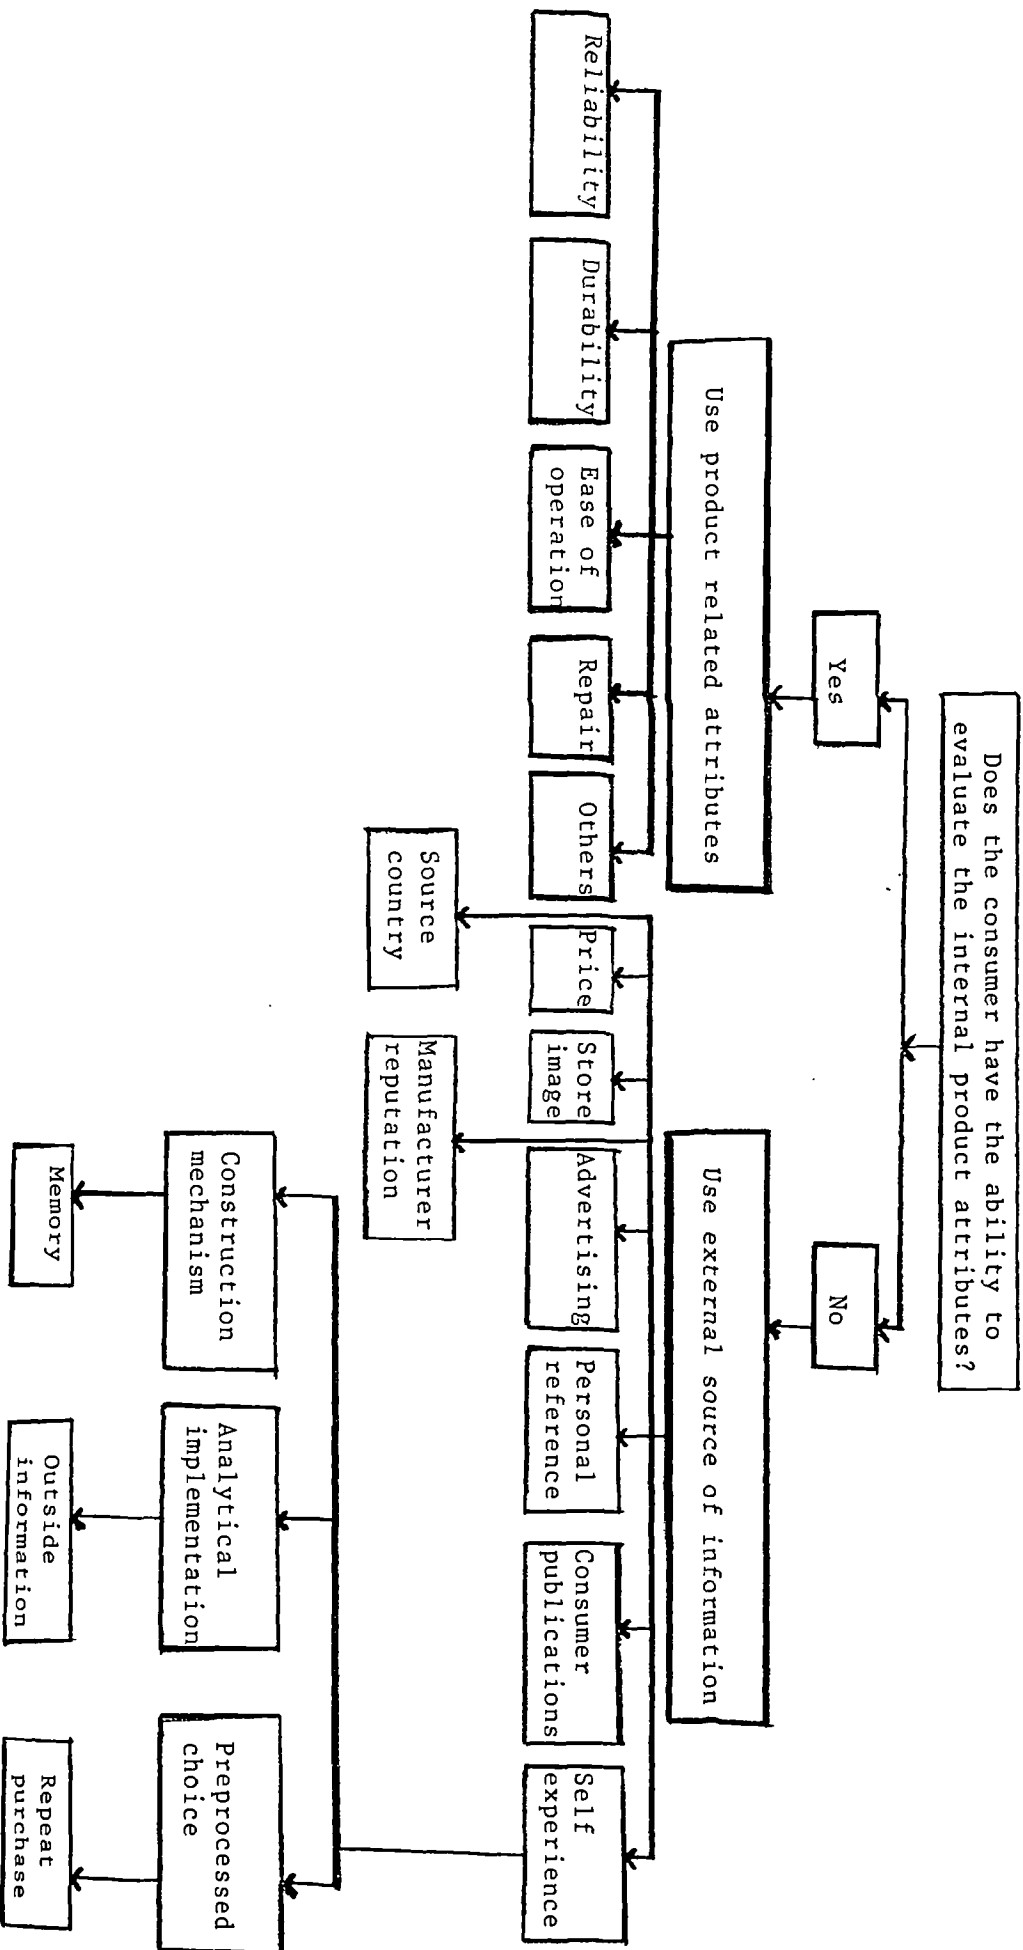 Does the consumer have the ability to
evaluate the internal product attributes?
Yes
No
Use product related attributes
Use external source of information
Reliability
Durability
Ease of
operation
Repair
Others
Price
Store
image
Advertising
Personal
reference
Consumer
publications
Self
experience
Source
country
Manufacturer
reputation
Construction
mechanism
Analytical
implementation
Preprocessed
choice
Memory
Outside
information
Repeat
purchase